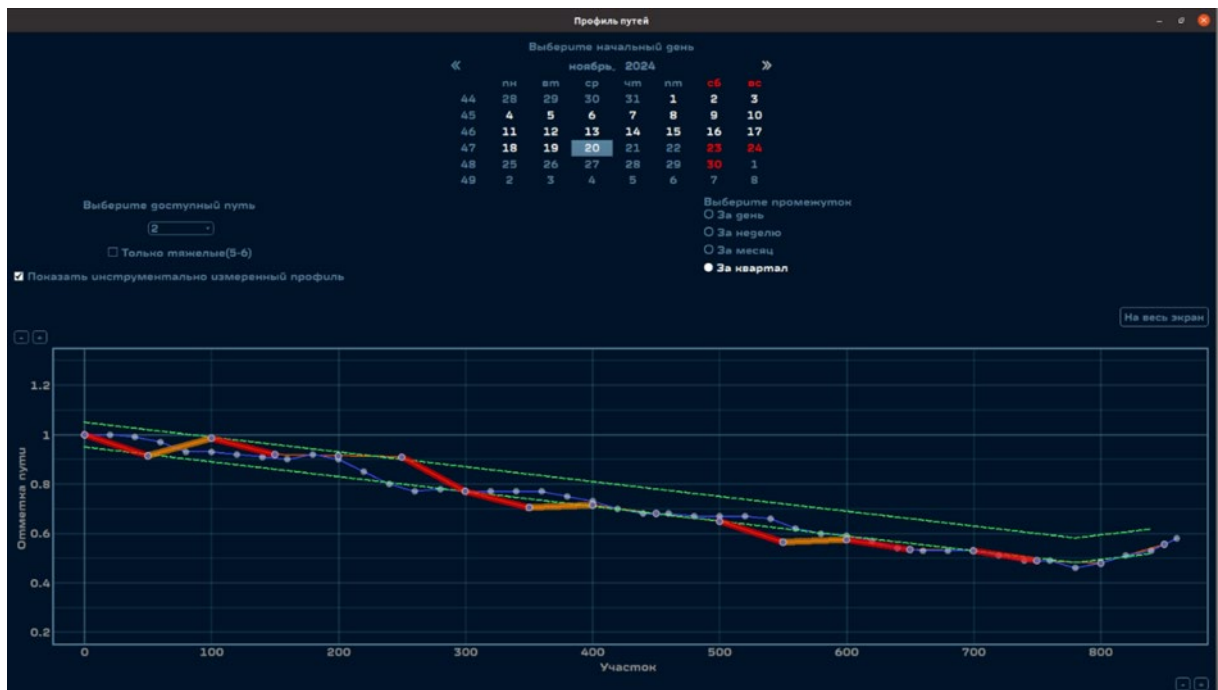 Профиль путей
Выберите начальный день
« ноябрь, 2024 »
пн вт ср чт пт сб вс
44 28 29 30 31 1 2 3
45 4 5 6 7 8 9 10
46 11 12 13 14 15 16 17
47 18 19 20 21 22 23 24
48 25 26 27 28 29 30 1
49 2 3 4 5 6 7 8
Выберите доступный путь
2
Только тяжелые(5-6)
Показать инструментально измеренный профиль
Выберите промежуток
За день
За неделю
За месяц
За квартал
На весь экран
- +
Отметка пути
1.2
1
0.8
0.6
0.4
0.2
0 100 200 300 400 500 600 700 800
Участок
- +